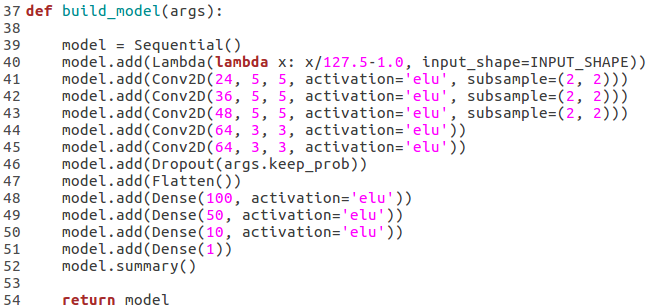 37 def build_model(args):
38
39     model = Sequential()
40     model.add(Lambda(lambda x: x/127.5-1.0, input_shape=INPUT_SHAPE))
41     model.add(Conv2D(24, 5, 5, activation='elu', subsample=(2, 2)))
42     model.add(Conv2D(36, 5, 5, activation='elu', subsample=(2, 2)))
43     model.add(Conv2D(48, 5, 5, activation='elu', subsample=(2, 2)))
44     model.add(Conv2D(64, 3, 3, activation='elu'))
45     model.add(Conv2D(64, 3, 3, activation='elu'))
46     model.add(Dropout(args.keep_prob))
47     model.add(Flatten())
48     model.add(Dense(100, activation='elu'))
49     model.add(Dense(50, activation='elu'))
50     model.add(Dense(10, activation='elu'))
51     model.add(Dense(1))
52     model.summary()
53
54     return model